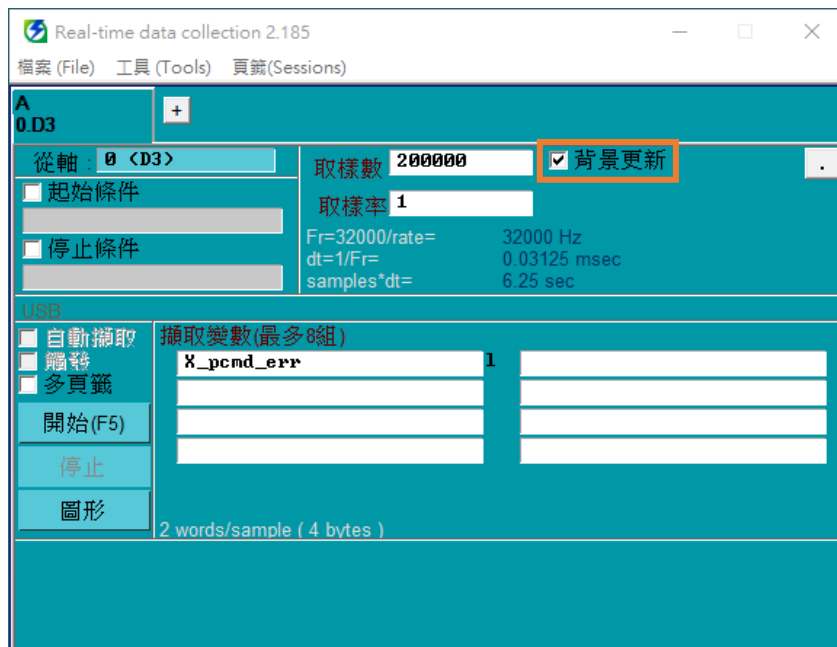 Real-time data collection 2.185
檔案 (File) 工具 (Tools) 頁籤(Sessions)
A
0.D3
+
從軸 : 0 (D3)
起始條件
停止條件
取樣數 200000
背景更新
.
取樣率 1
Fr=32000/rate= 32000 Hz
dt=1/Fr= 0.03125 msec
samples*dt= 6.25 sec
USB
自動擷取
觸發
多頁籤
開始(F5)
停止
圖形
擷取變數(最多8組)
X_pcmd_err l
2 words/sample ( 4 bytes )